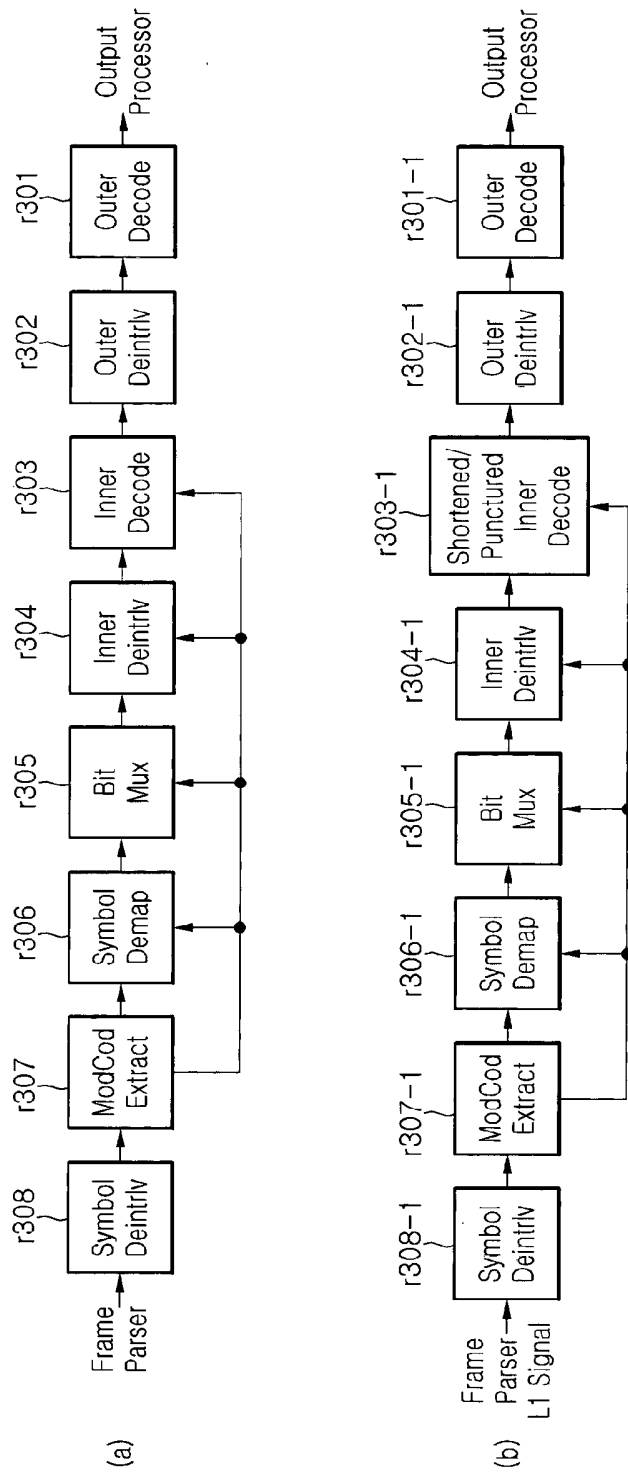 (a)
Frame
Parser
r308
Symbol
Deintrlv
r307
ModCod
Extract
r306
Symbol
Demap
r305
Bit
Mux
r304
Inner
Deintrlv
r303
Inner
Decode
r302
Outer
Deintrlv
r301
Outer
Decode
Output
Processor
(b)
Frame
Parser
L1 Signal
r308-1
Symbol
Deintrlv
r307-1
ModCod
Extract
r306-1
Symbol
Demap
r305-1
Bit
Mux
r304-1
Inner
Deintrlv
r303-1
Shortened/
Punctured
Inner
Decode
r302-1
Outer
Deintrlv
r301-1
Outer
Decode
Output
Processor